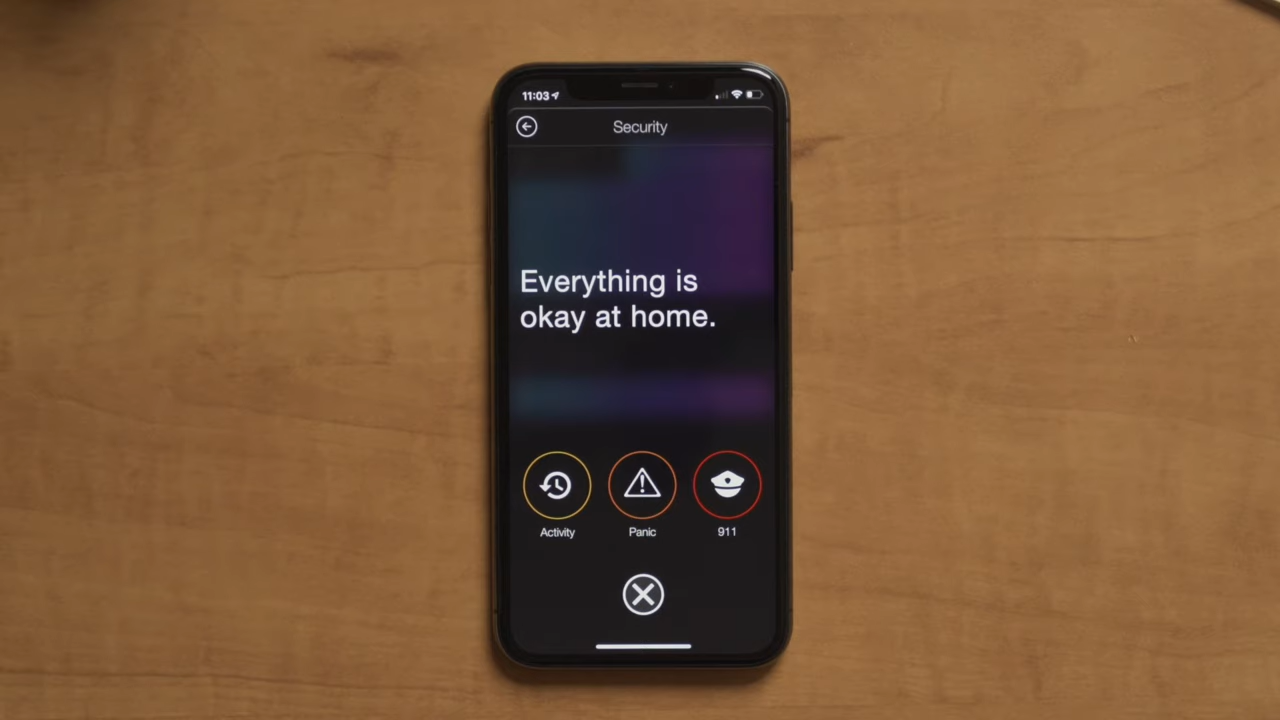 11:03
Security
Everything is
okay at home.
Activity
Panic
911